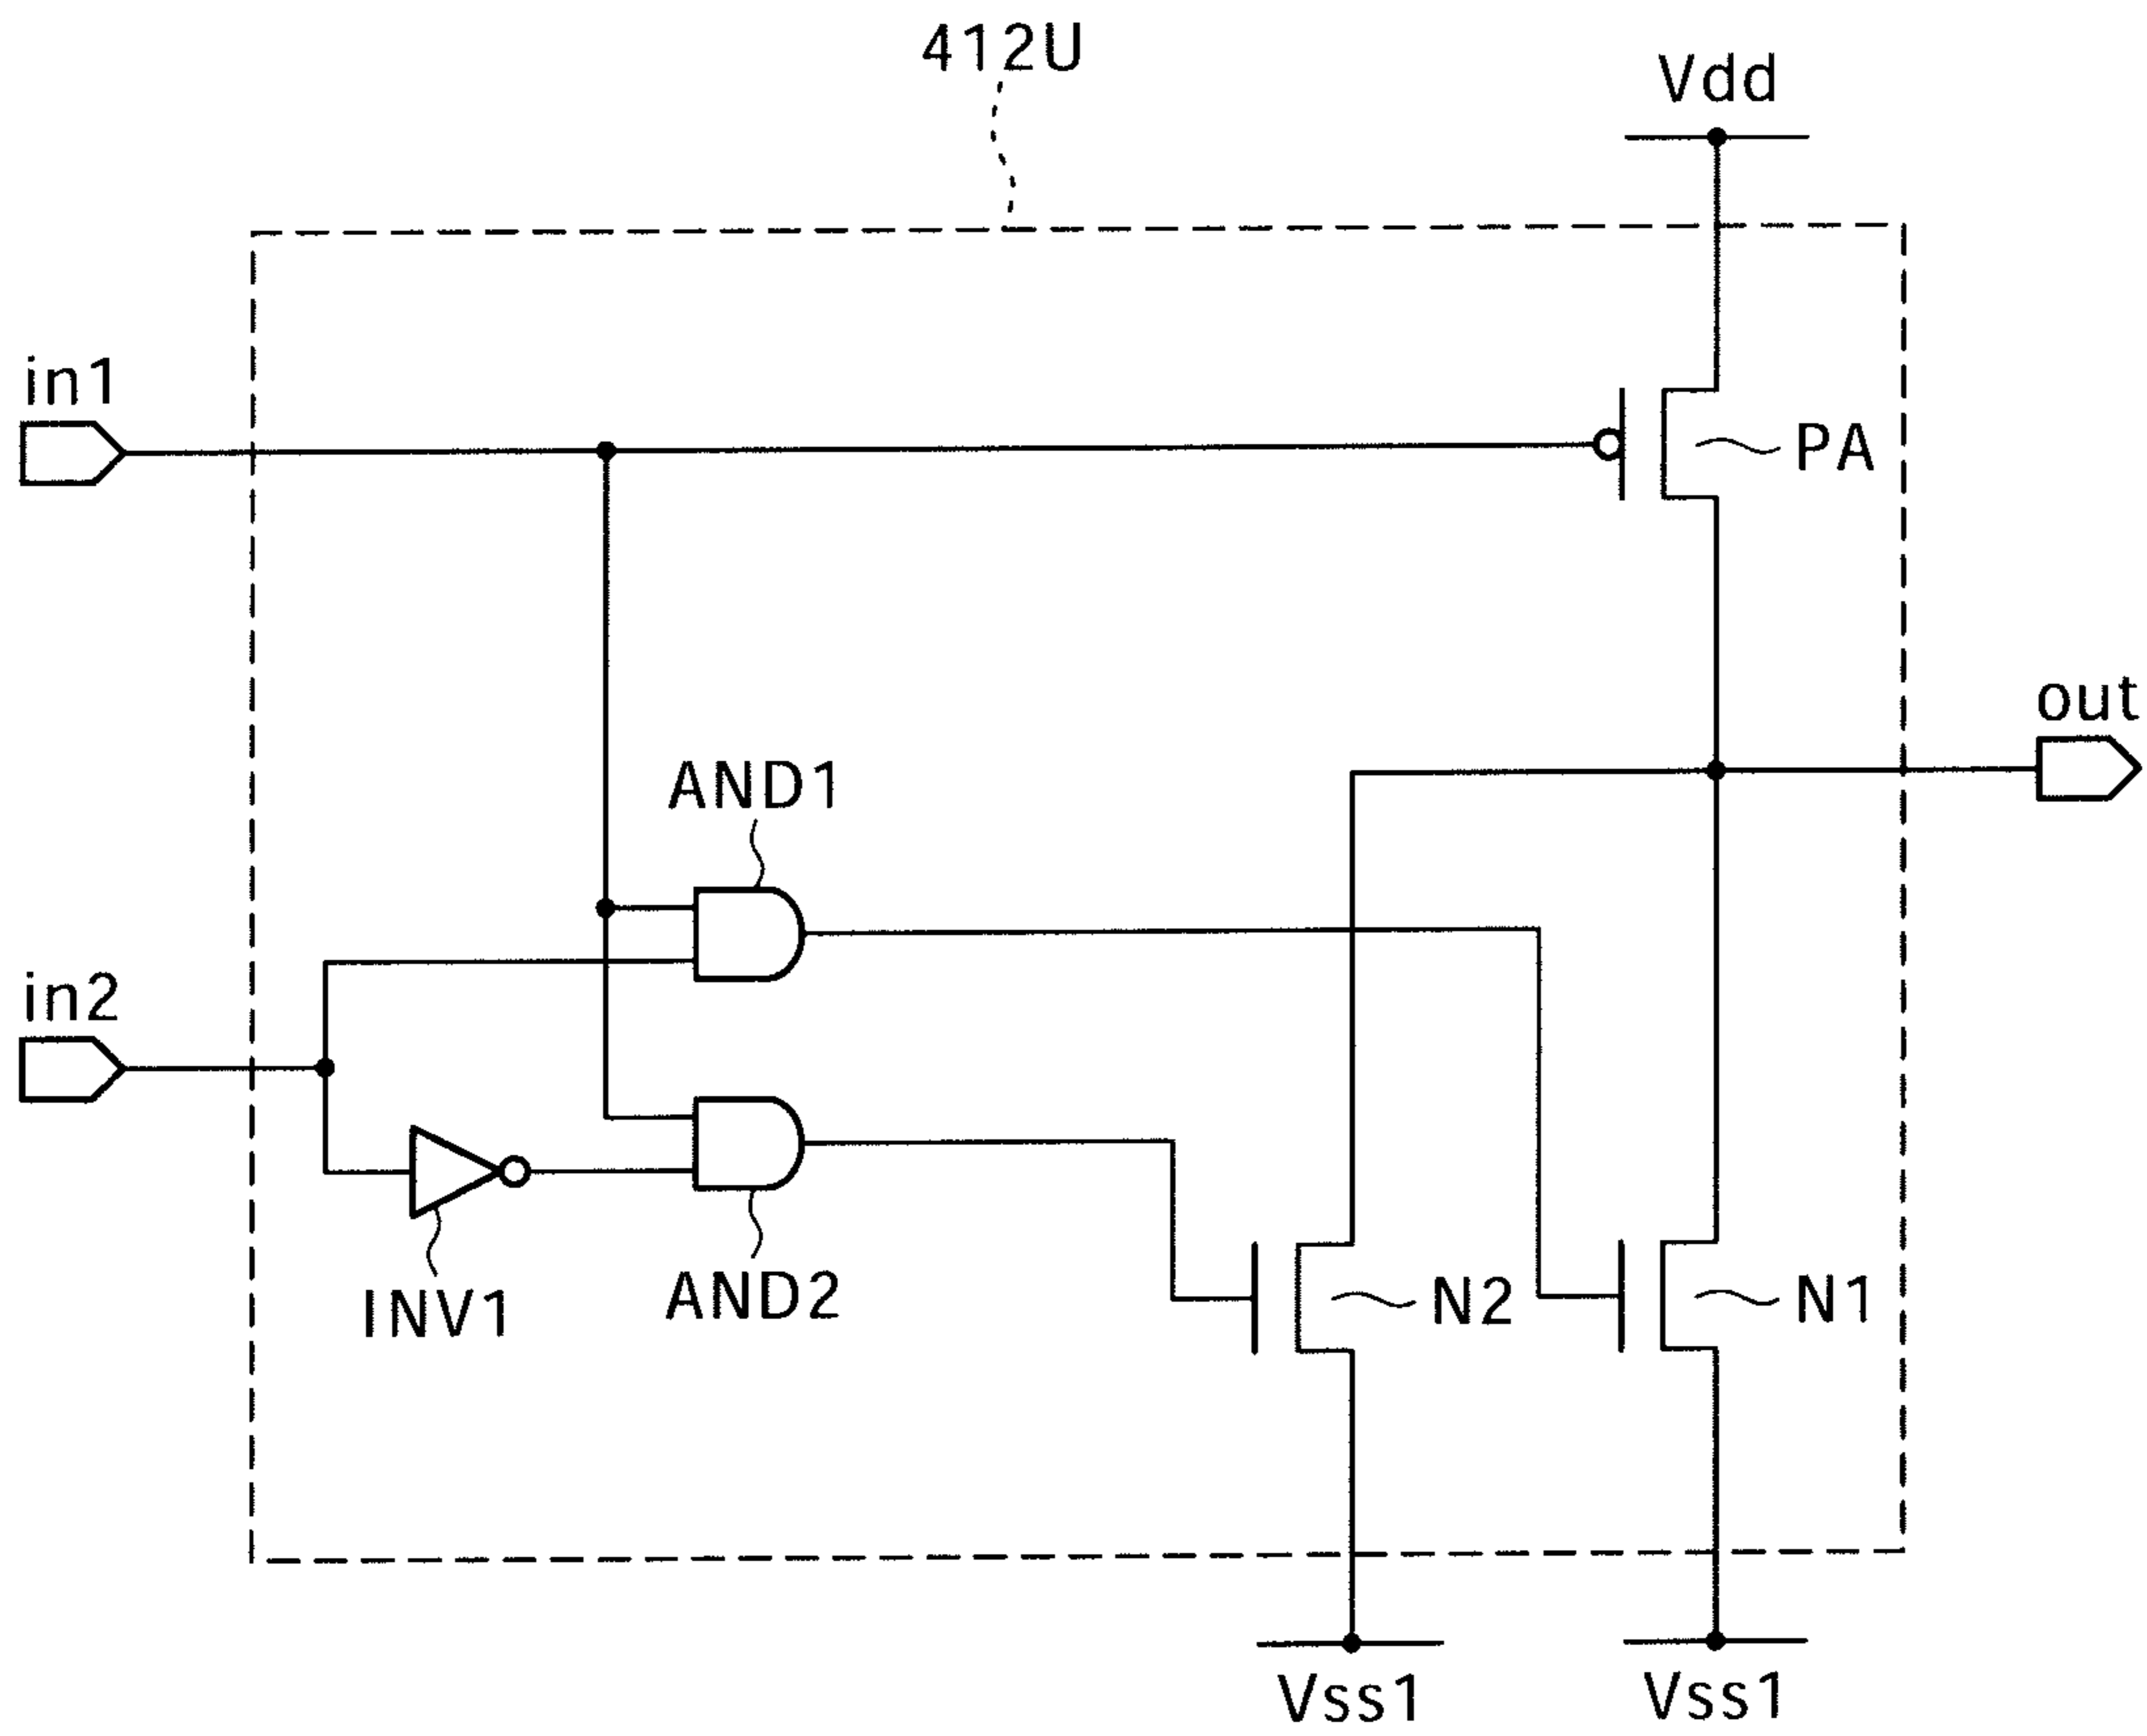 412U
Vdd
in1
PA
out
AND1
in2
INV1
AND2
N2
N1
Vss1
Vss1